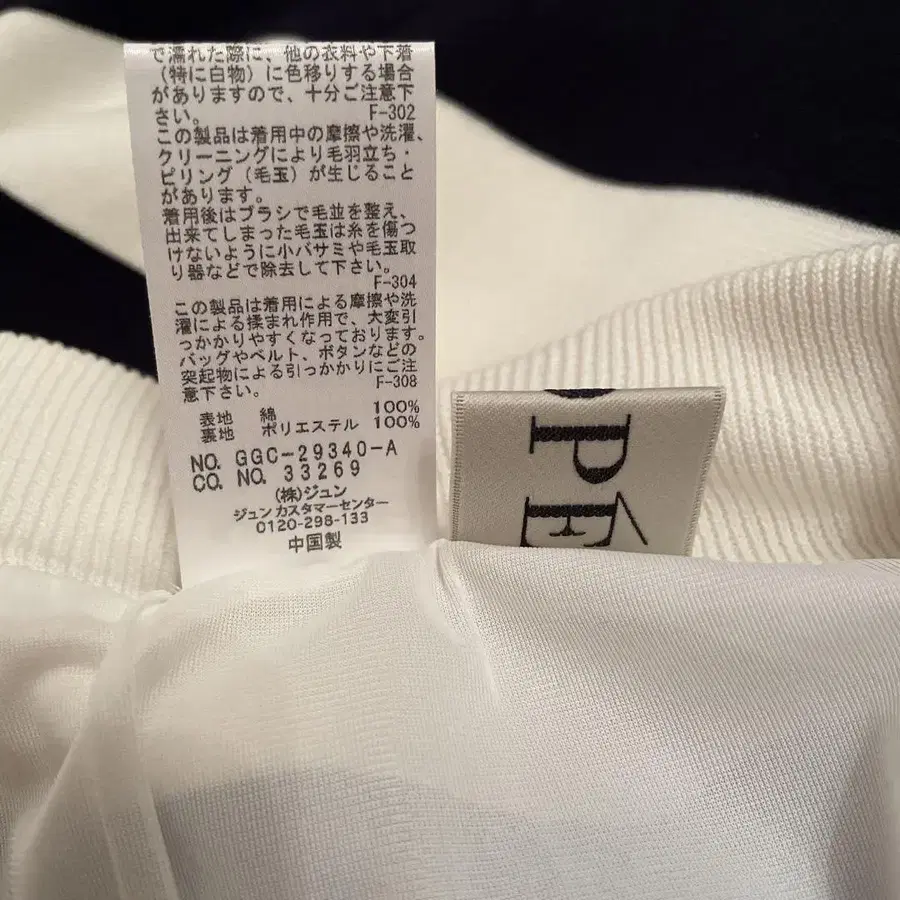 で濡れた際に、他の衣料や下着
(特に白物)に色移りする場合
がありますので、十分ご注意下
さい。 F-302
この製品は着用中の摩擦や洗濯、
クリーニングにより毛羽立ち・
ピリング(毛玉)が生じること
があります。
着用後はブラシで毛並を整え、
出来てしまった毛玉は糸を傷つ
けないように小バサミや毛玉取
り器などで除去して下さい。
F-304
この製品は着用による摩擦や洗
濯による揉まれ作用で、大変引
っかかりやすくなっております。
バッグやベルト、ボタンなどの
突起物による引っかかりにご注
意下さい。 F-308
表地 綿 100%
裏地 ポリエステル 100%
NO. GGC-29340-A
CO. NO. 33269
(株)ジュン
ジュン カスタマーセンター
0120-298-133
中国製
OPÉ